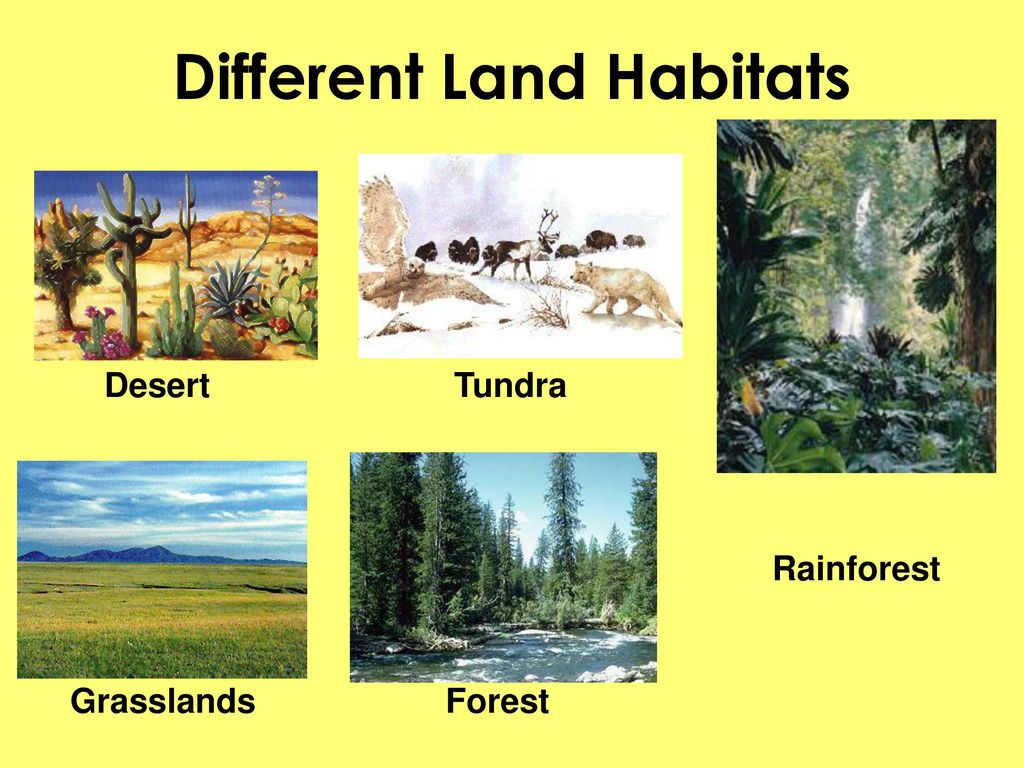 Different Land Habitats
Desert
Tundra
Rainforest
Grasslands
Forest